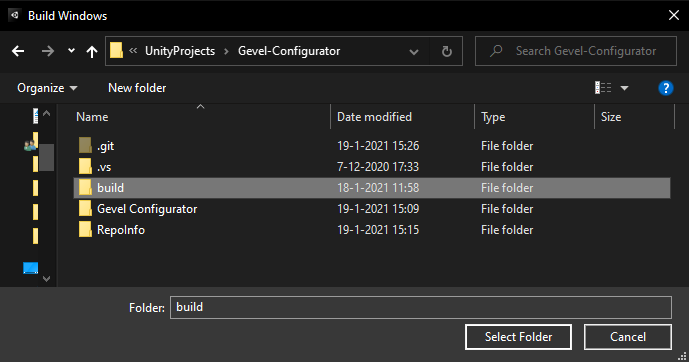 Build Windows
« UnityProjects › Gevel-Configurator
Search Gevel-Configurator
Organize New folder
Name Date modified Type Size
.git 19-1-2021 15:26 File folder
.vs 7-12-2020 17:33 File folder
build 18-1-2021 11:58 File folder
Gevel Configurator 19-1-2021 15:09 File folder
RepoInfo 19-1-2021 15:15 File folder
Folder: build
Select Folder Cancel